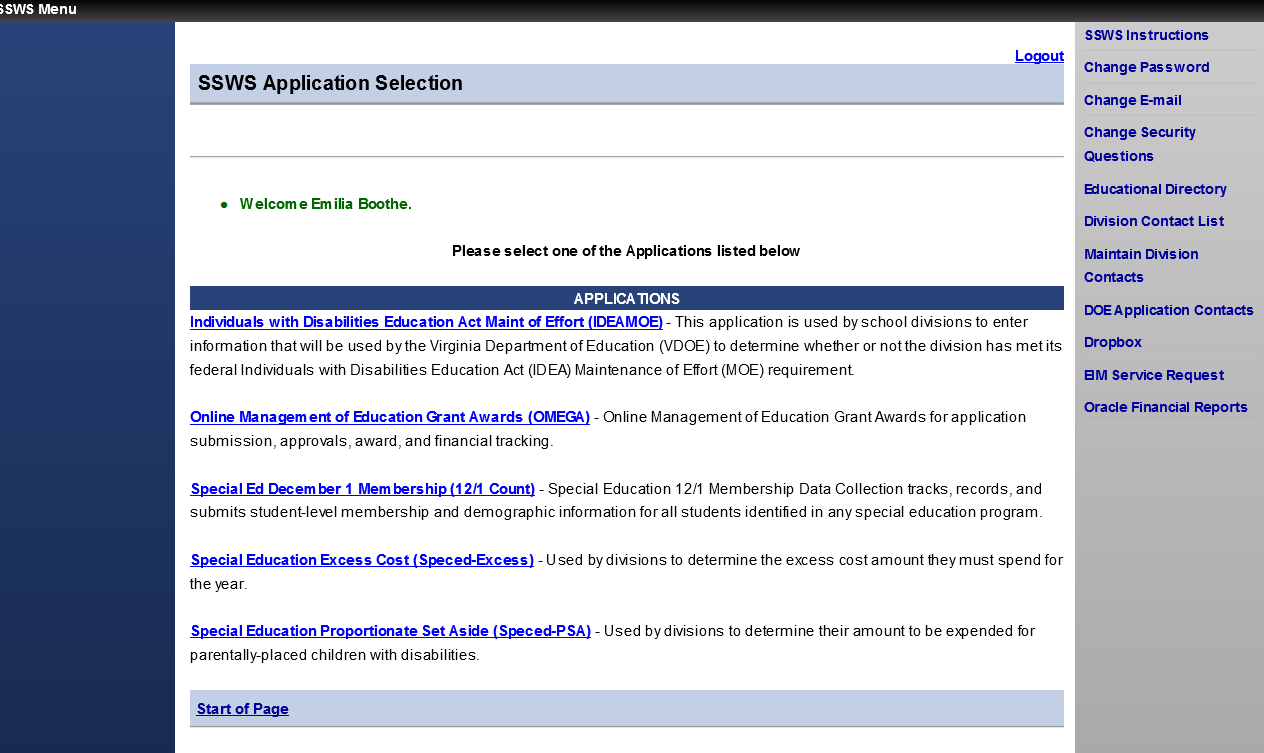 SSWS Menu
Logout
SSWS Application Selection
Welcome Emilia Boothe.
Please select one of the Applications listed below
APPLICATIONS
Individuals with Disabilities Education Act Maint of Effort (IDEAMOE) - This application is used by school divisions to enter
information that will be used by the Virginia Department of Education (VDOE) to determine whether or not the division has met its
federal Individuals with Disabilities Education Act (IDEA) Maintenance of Effort (MOE) requirement.
Online Management of Education Grant Awards (OMEGA) - Online Management of Education Grant Awards for application
submission, approvals, award, and financial tracking.
Special Ed December 1 Membership (12/1 Count) - Special Education 12/1 Membership Data Collection tracks, records, and
submits student-level membership and demographic information for all students identified in any special education program.
Special Education Excess Cost (Speced-Excess) - Used by divisions to determine the excess cost amount they must spend for
the year.
Special Education Proportionate Set Aside (Speced-PSA) - Used by divisions to determine their amount to be expended for
parentally-placed children with disabilities.
Start of Page
SSWS Instructions
Change Password
Change E-mail
Change Security
Questions
Educational Directory
Division Contact List
Maintain Division
Contacts
DOE Application Contacts
Dropbox
EIM Service Request
Oracle Financial Reports